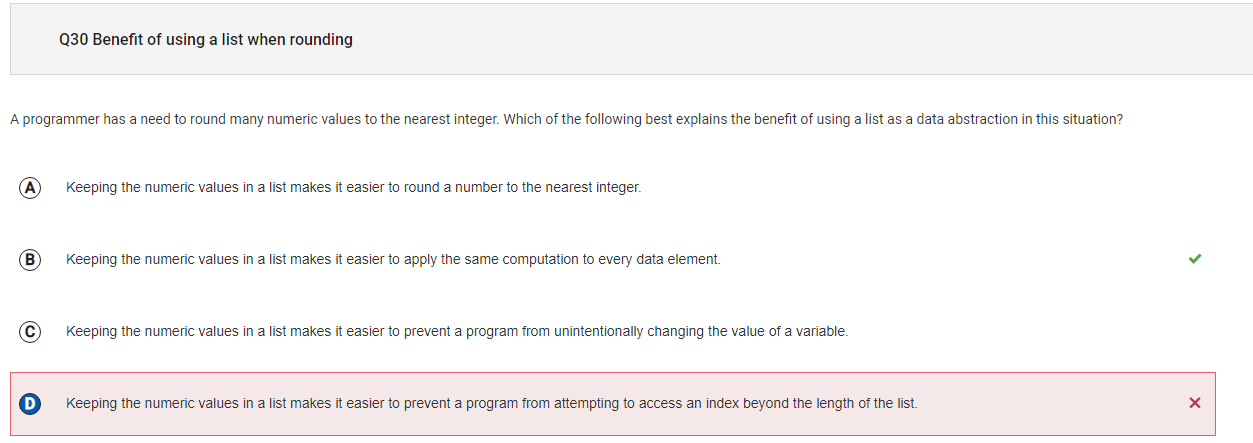 Q30 Benefit of using a list when rounding
A programmer has a need to round many numeric values to the nearest integer. Which of the following best explains the benefit of using a list as a data abstraction in this situation?
A Keeping the numeric values in a list makes it easier to round a number to the nearest integer.
B Keeping the numeric values in a list makes it easier to apply the same computation to every data element.
C Keeping the numeric values in a list makes it easier to prevent a program from unintentionally changing the value of a variable.
D Keeping the numeric values in a list makes it easier to prevent a program from attempting to access an index beyond the length of the list.